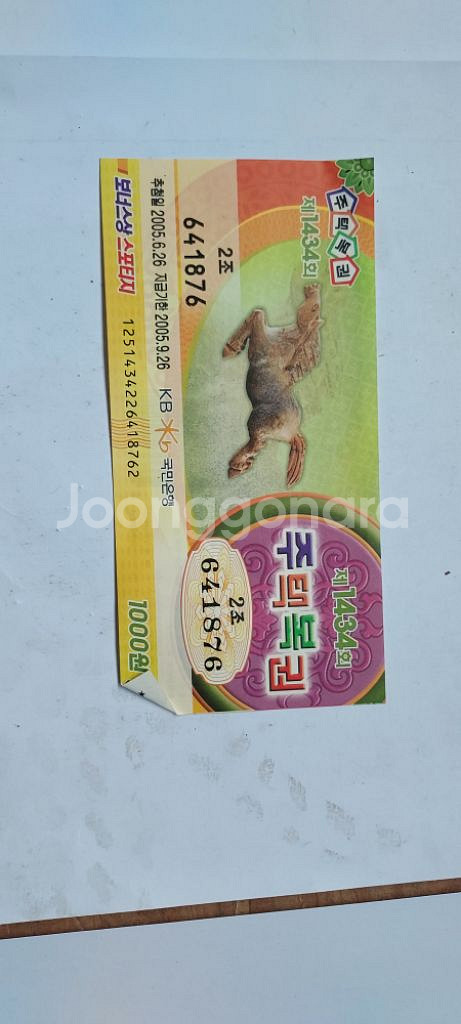 주택복권
제1434회
2조
641876
추첨일 2005.6.26 지급기한 2005.9.26
KB 국민은행
보너스상 스포티지
1251434226418762
제1434회
주택복권
2조
641876
1000원
Joonggonara